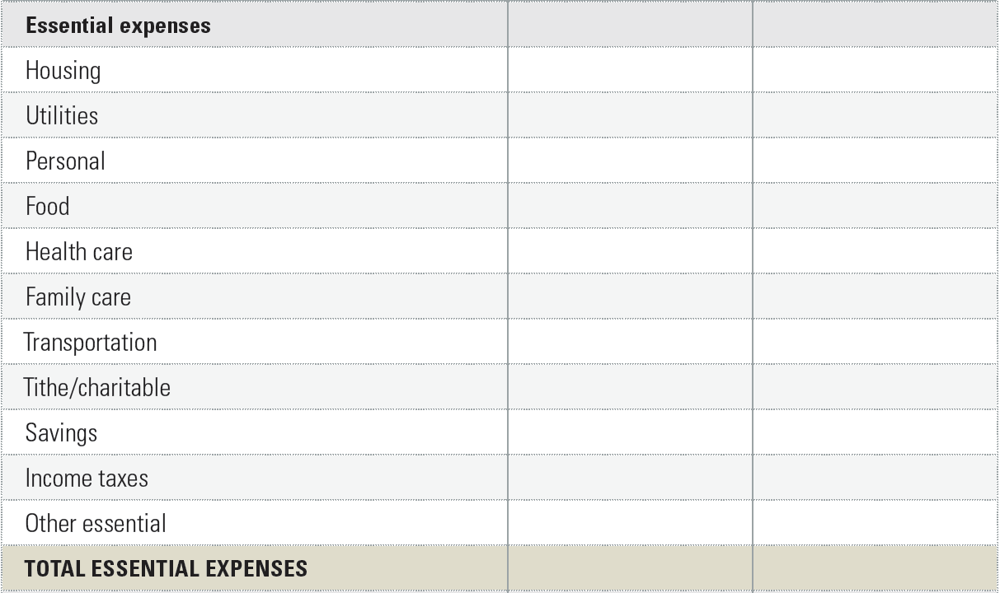 Essential expenses
Housing
Utilities
Personal
Food
Health care
Family care
Transportation
Tithe/charitable
Savings
Income taxes
Other essential
TOTAL ESSENTIAL EXPENSES